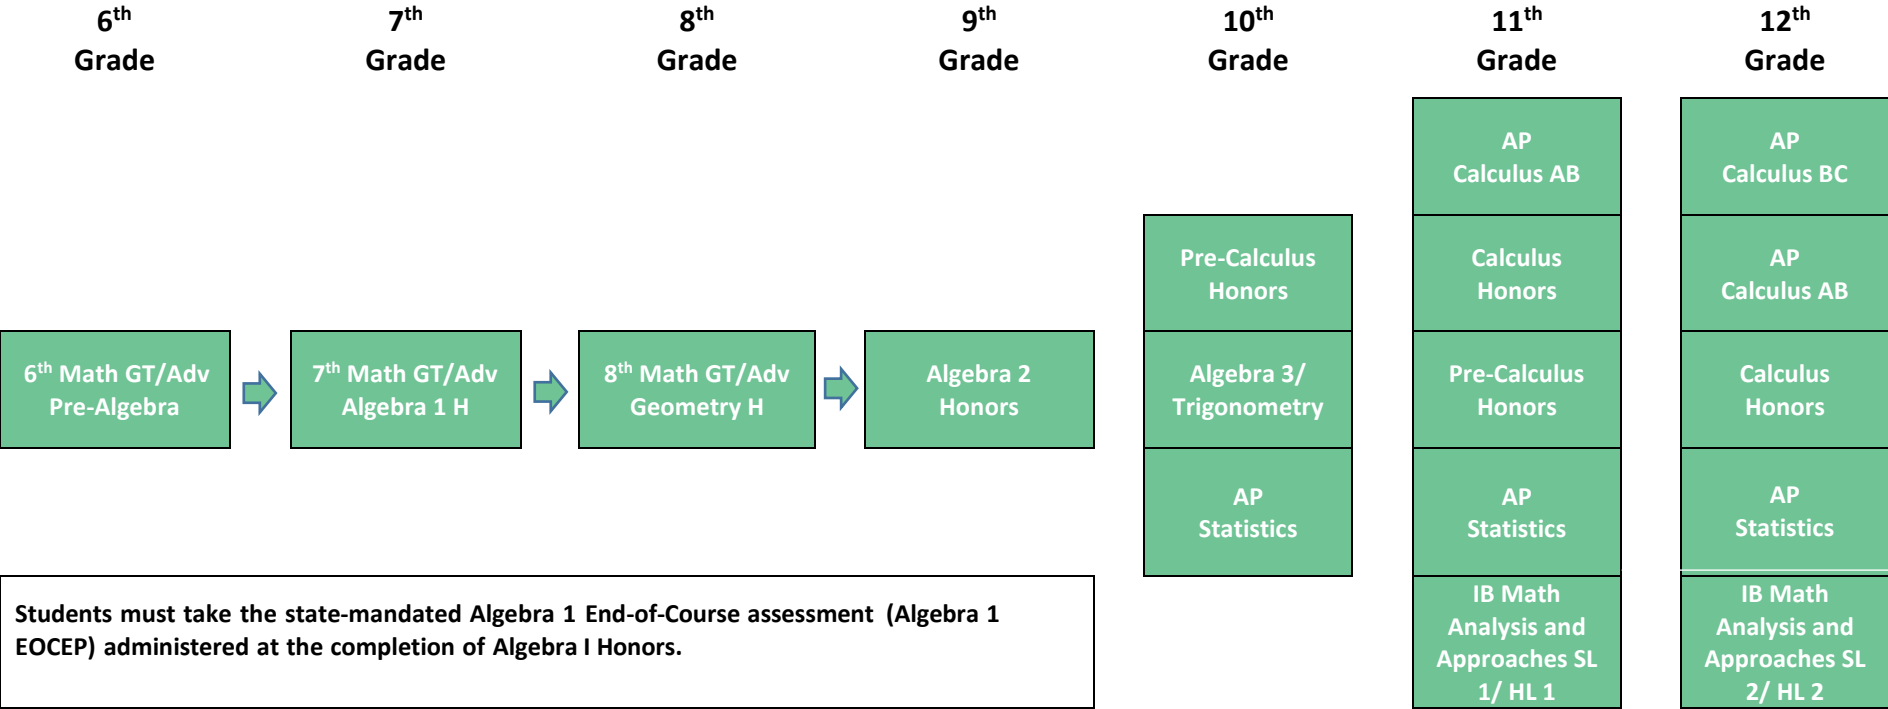 6th
Grade
7th
Grade
8th
Grade
9th
Grade
10th
Grade
11th
Grade
12th
Grade
6th Math GT/Adv
Pre-Algebra
7th Math GT/Adv
Algebra 1 H
8th Math GT/Adv
Geometry H
Algebra 2
Honors
Pre-Calculus
Honors
Algebra 3/
Trigonometry
AP
Statistics
AP
Calculus AB
Calculus
Honors
Pre-Calculus
Honors
AP
Statistics
IB Math
Analysis and
Approaches SL
1/ HL 1
AP
Calculus BC
AP
Calculus AB
Calculus
Honors
AP
Statistics
IB Math
Analysis and
Approaches SL
2/ HL 2
Students must take the state-mandated Algebra 1 End-of-Course assessment (Algebra 1
EOCEP) administered at the completion of Algebra I Honors.